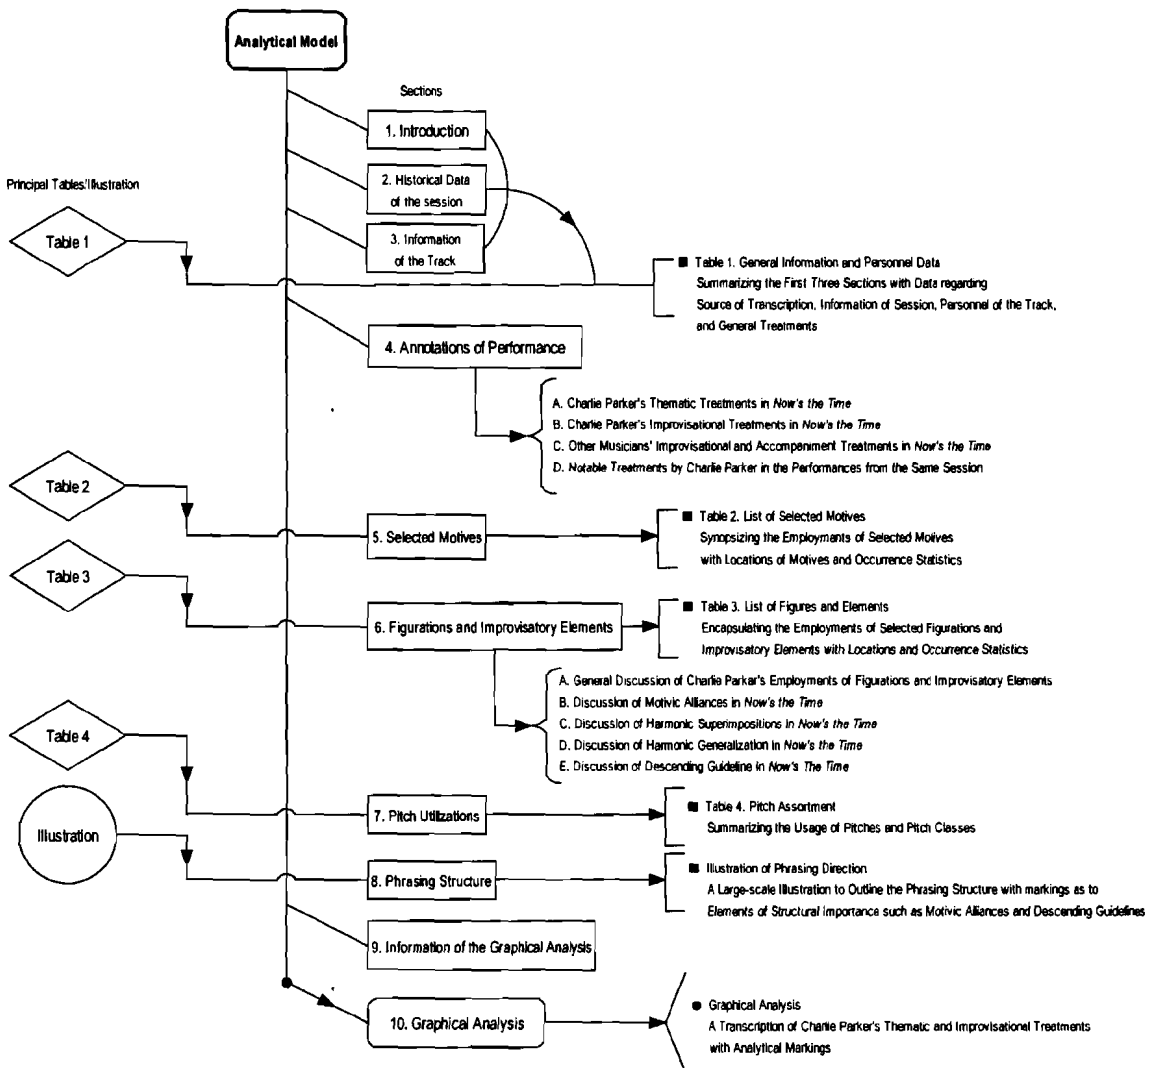 Analytical Model
Sections
1. Introduction
2. Historical Data
of the session
Principal Tables/Illustration
3. Information
of the Track
Table 1
■ Table 1. General Information and Personnel Data
Summarizing the First Three Sections with Data regarding
Source of Transcription, Information of Session, Personnel of the Track,
and General Treatments
4. Annotations of Performance
A. Charlie Parker's Thematic Treatments in Now's the Time
B. Charlie Parker's Improvisational Treatments in Now's the Time
C. Other Musicians' Improvisational and Accompaniment Treatments in Now's the Time
D. Notable Treatments by Charlie Parker in the Performances from the Same Session
Table 2
5. Selected Motives
■ Table 2. List of Selected Motives
Synopsizing the Employments of Selected Motives
with Locations of Motives and Occurrence Statistics
Table 3
6. Figurations and Improvisatory Elements
■ Table 3. List of Figures and Elements
Encapsulating the Employments of Selected Figurations and
Improvisatory Elements with Locations and Occurrence Statistics
A. General Discussion of Charlie Parker's Employments of Figurations and Improvisatory Elements
B. Discussion of Motivic Alliances in Now's the Time
C. Discussion of Harmonic Superimpositions in Now's the Time
D. Discussion of Harmonic Generalization in Now's the Time
E. Discussion of Descending Guideline in Now's The Time
Table 4
7. Pitch Utilizations
■ Table 4. Pitch Assortment
Summarizing the Usage of Pitches and Pitch Classes
Illustration
8. Phrasing Structure
■ Illustration of Phrasing Direction
A Large-scale Illustration to Outline the Phrasing Structure with markings as to
Elements of Structural Importance such as Motivic Alliances and Descending Guidelines
9. Information of the Graphical Analysis
10. Graphical Analysis
● Graphical Analysis
A Transcription of Charlie Parker's Thematic and Improvisational Treatments
with Analytical Markings